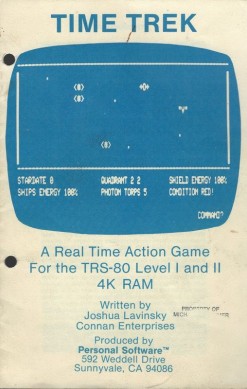 TIME TREK
STARDATE 0 QUADRANT 2 2 SHIELD ENERGY 100%
SHIPS ENERGY 100% PHOTON TORPS 5 CONDITION RED!
COMMAND?
A Real Time Action Game
For the TRS-80 Level I and II
4K RAM
Written by
Joshua Lavinsky
Connan Enterprises
PROPERTY OF
Produced by
Personal Software™
592 Weddell Drive
Sunnyvale, CA 94086